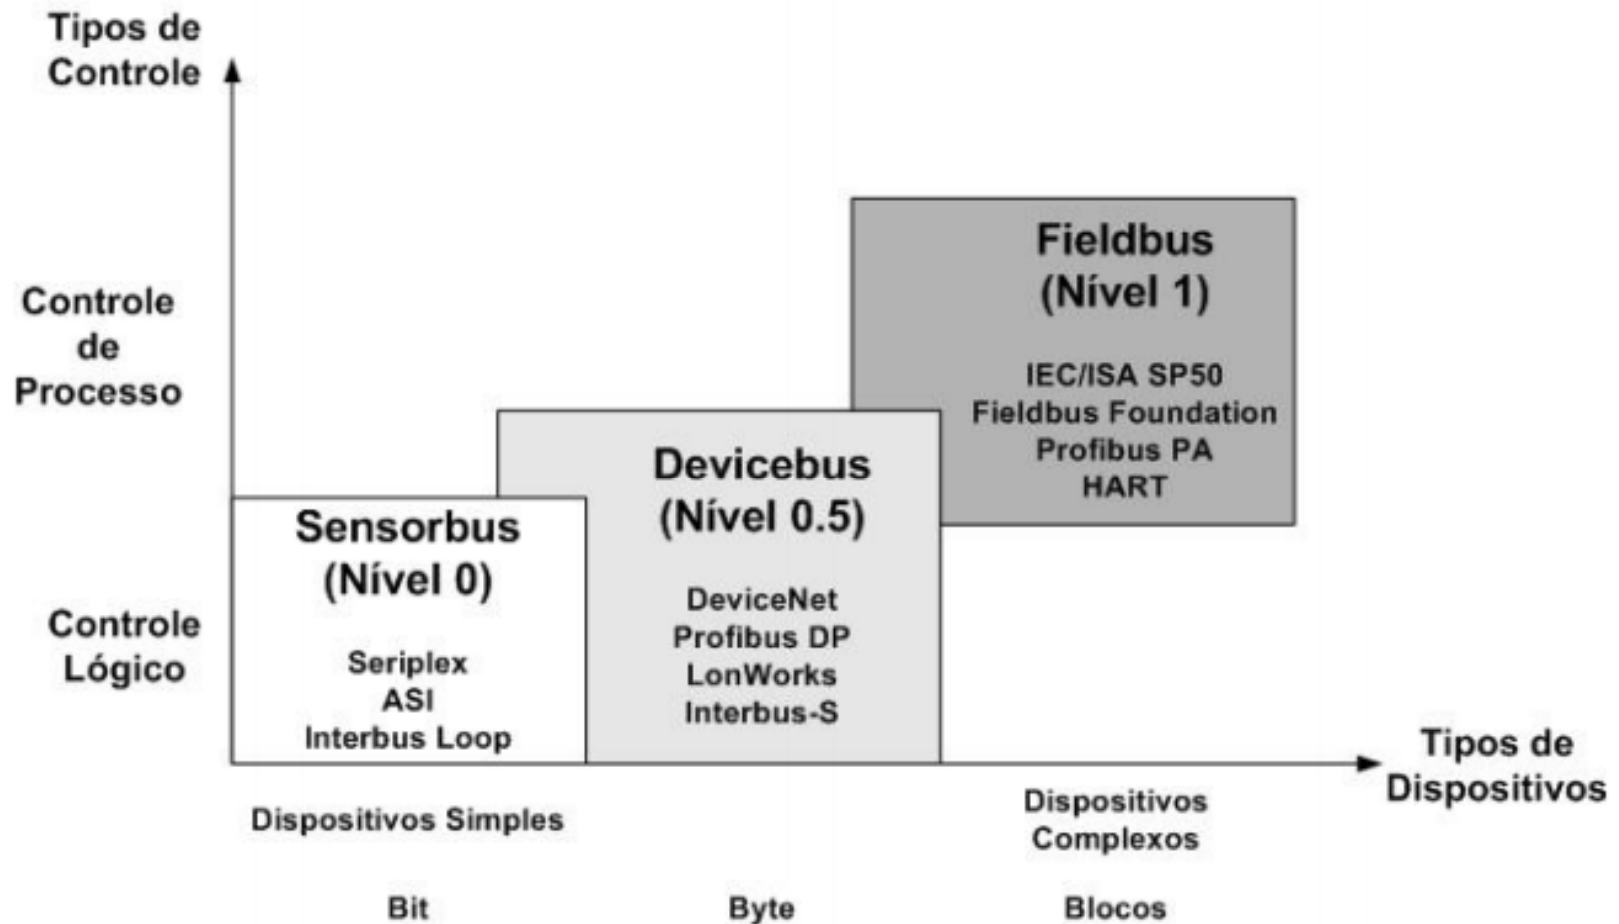 Tipos de
Controle
Fieldbus
(Nível 1)
IEC/ISA SP50
Fieldbus Foundation
Profibus PA
HART
Controle
de
Processo
Devicebus
(Nível 0.5)
DeviceNet
Profibus DP
LonWorks
Interbus-S
Sensorbus
(Nível 0)
Seriplex
ASI
Interbus Loop
Controle
Lógico
Tipos de
Dispositivos
Dispositivos Simples
Dispositivos
Complexos
Bit
Byte
Blocos